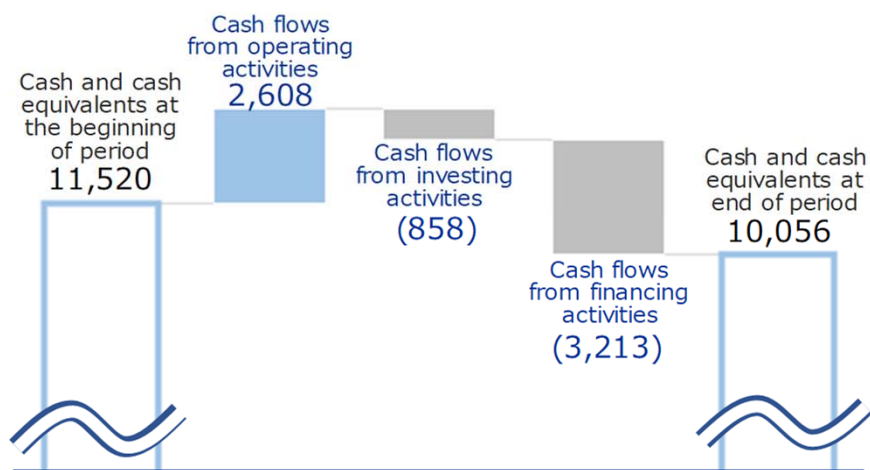 Cash and cash
equivalents at
the beginning
of period
11,520
Cash flows
from operating
activities
2,608
Cash flows
from investing
activities
(858)
Cash flows
from financing
activities
(3,213)
Cash and cash
equivalents at
end of period
10,056